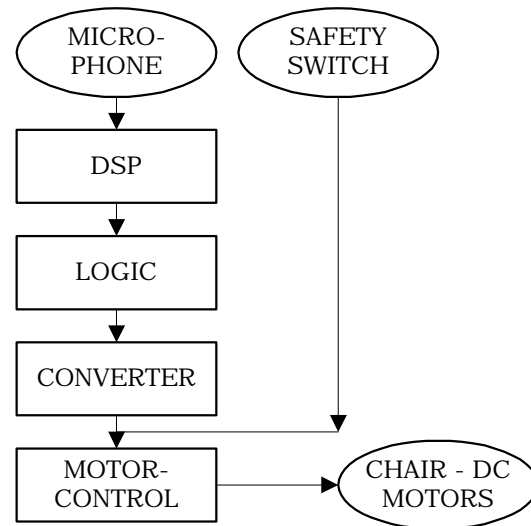 MICRO-
PHONE
SAFETY
SWITCH
DSP
LOGIC
CONVERTER
MOTOR-
CONTROL
CHAIR - DC
MOTORS